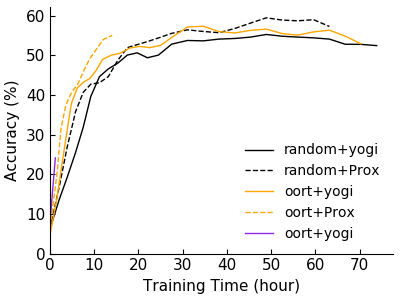 60
50
40
30
20
10
0
Accuracy (%)
random+yogi
random+Prox
oort+yogi
oort+Prox
oort+yogi
0 10 20 30 40 50 60 70
Training Time (hour)